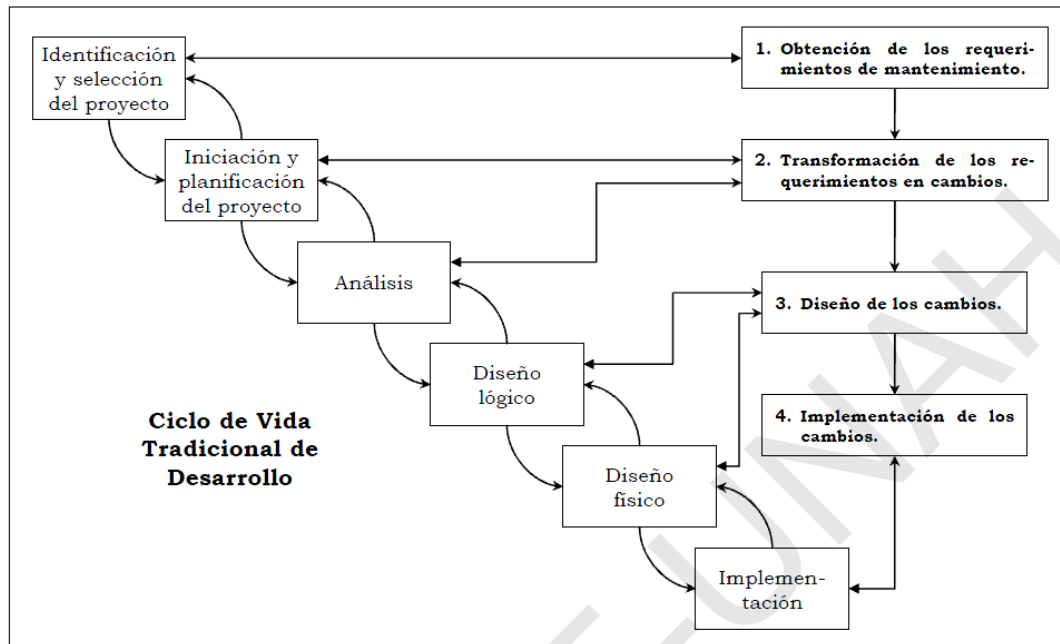 Identificación
y selección
del proyecto
1. Obtención de los requeri-
mientos de mantenimiento.
Iniciación y
planificación
del proyecto
2. Transformación de los re-
querimientos en cambios.
Análisis
3. Diseño de los cambios.
Diseño
lógico
4. Implementación de los
cambios.
Ciclo de Vida
Tradicional de
Desarrollo
Diseño
físico
Implemen-
tación
-UNAH